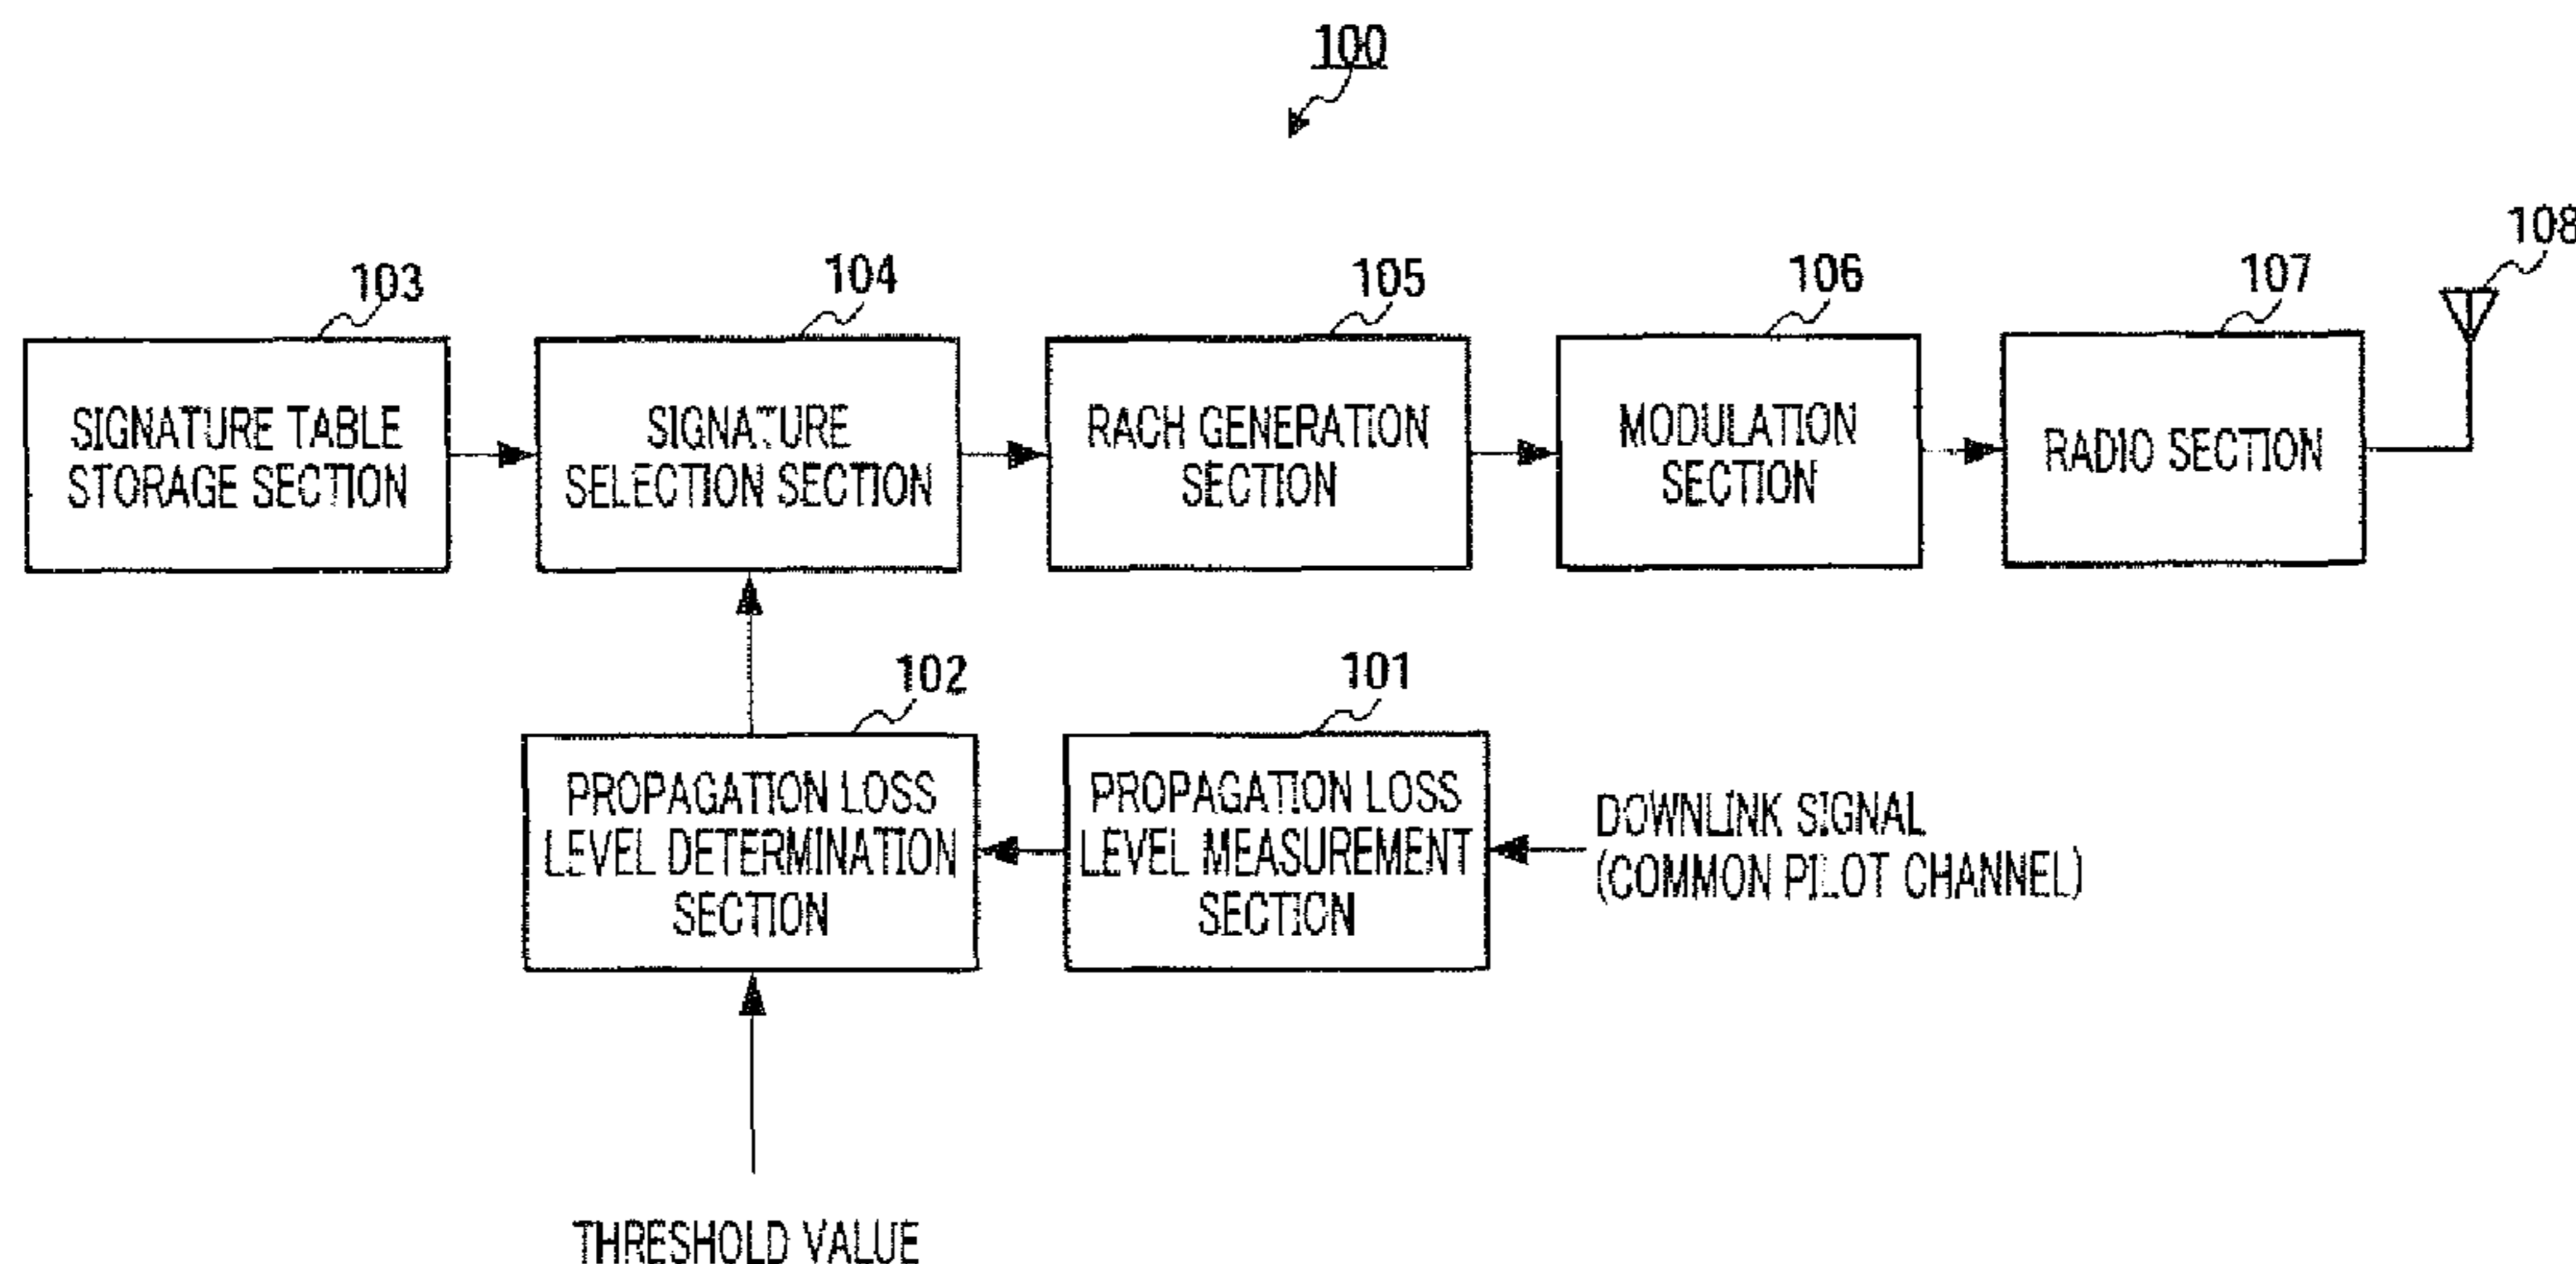 100
108
103
104
105
106
107
SIGNATURE TABLE
STORAGE SECTION
SIGNATURE
SELECTION SECTION
RACH GENERATION
SECTION
MODULATION
SECTION
RADIO SECTION
102
101
PROPAGATION LOSS
LEVEL DETERMINATION
SECTION
PROPAGATION LOSS
LEVEL MEASUREMENT
SECTION
DOWNLINK SIGNAL
(COMMON PILOT CHANNEL)
THRESHOLD VALUE